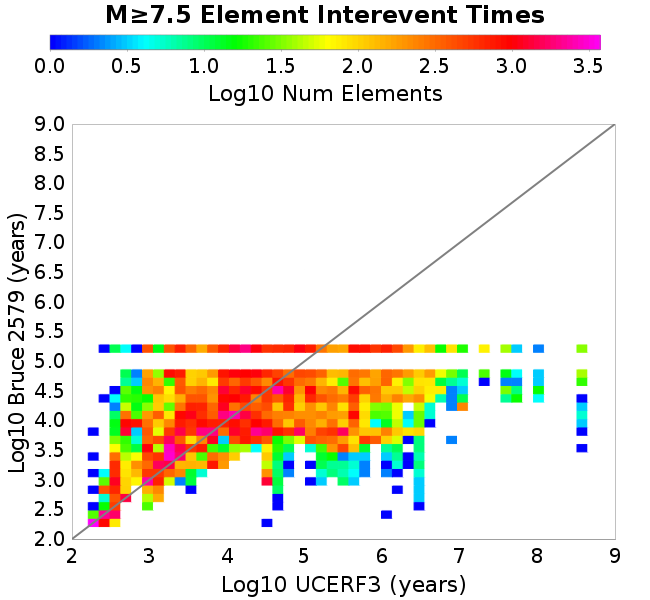 M≥7.5 Element Interevent Times
0.0 0.5 1.0 1.5 2.0 2.5 3.0 3.5
Log10 Num Elements
9.0
8.5
8.0
7.5
7.0
6.5
6.0
5.5
5.0
4.5
4.0
3.5
3.0
2.5
2.0
Log10 Bruce 2579 (years)
2 3 4 5 6 7 8 9
Log10 UCERF3 (years)